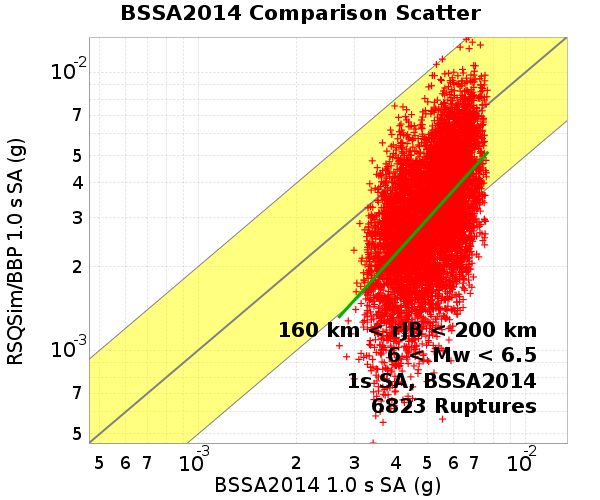 BSSA2014 Comparison Scatter
RSQSim/BBP 1.0 s SA (g)
10-2
7
5
4
3
2
10-3
7
5
160 km < rJB < 200 km
6 < Mw < 6.5
1s SA, BSSA2014
6823 Ruptures
5 6 7 10-3 2 3 4 5 6 7 10-2
BSSA2014 1.0 s SA (g)